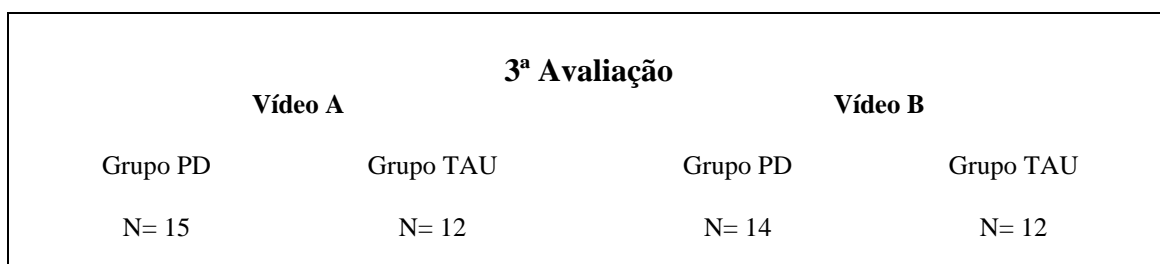 3ª Avaliação
Vídeo A Vídeo B
Grupo PD Grupo TAU Grupo PD Grupo TAU
N= 15 N= 12 N= 14 N= 12